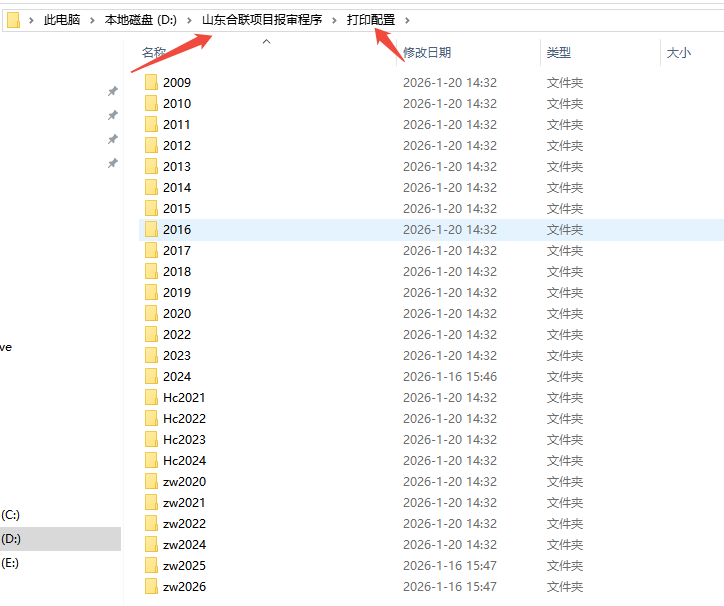 此电脑 › 本地磁盘 (D:) › 山东合联项目报审程序 › 打印配置 ›
名称 修改日期 类型 大小
2009 2026-1-20 14:32 文件夹
2010 2026-1-20 14:32 文件夹
2011 2026-1-20 14:32 文件夹
2012 2026-1-20 14:32 文件夹
2013 2026-1-20 14:32 文件夹
2014 2026-1-20 14:32 文件夹
2015 2026-1-20 14:32 文件夹
2016 2026-1-20 14:32 文件夹
2017 2026-1-20 14:32 文件夹
2018 2026-1-20 14:32 文件夹
2019 2026-1-20 14:32 文件夹
2020 2026-1-20 14:32 文件夹
2022 2026-1-20 14:32 文件夹
ve
2023 2026-1-20 14:32 文件夹
2024 2026-1-16 15:46 文件夹
Hc2021 2026-1-20 14:32 文件夹
Hc2022 2026-1-20 14:32 文件夹
Hc2023 2026-1-20 14:32 文件夹
Hc2024 2026-1-20 14:32 文件夹
zw2020 2026-1-20 14:32 文件夹
zw2021 2026-1-20 14:32 文件夹
(C:)
zw2022 2026-1-20 14:32 文件夹
(D:)
zw2024 2026-1-20 14:32 文件夹
(E:)
zw2025 2026-1-16 15:47 文件夹
zw2026 2026-1-16 15:47 文件夹